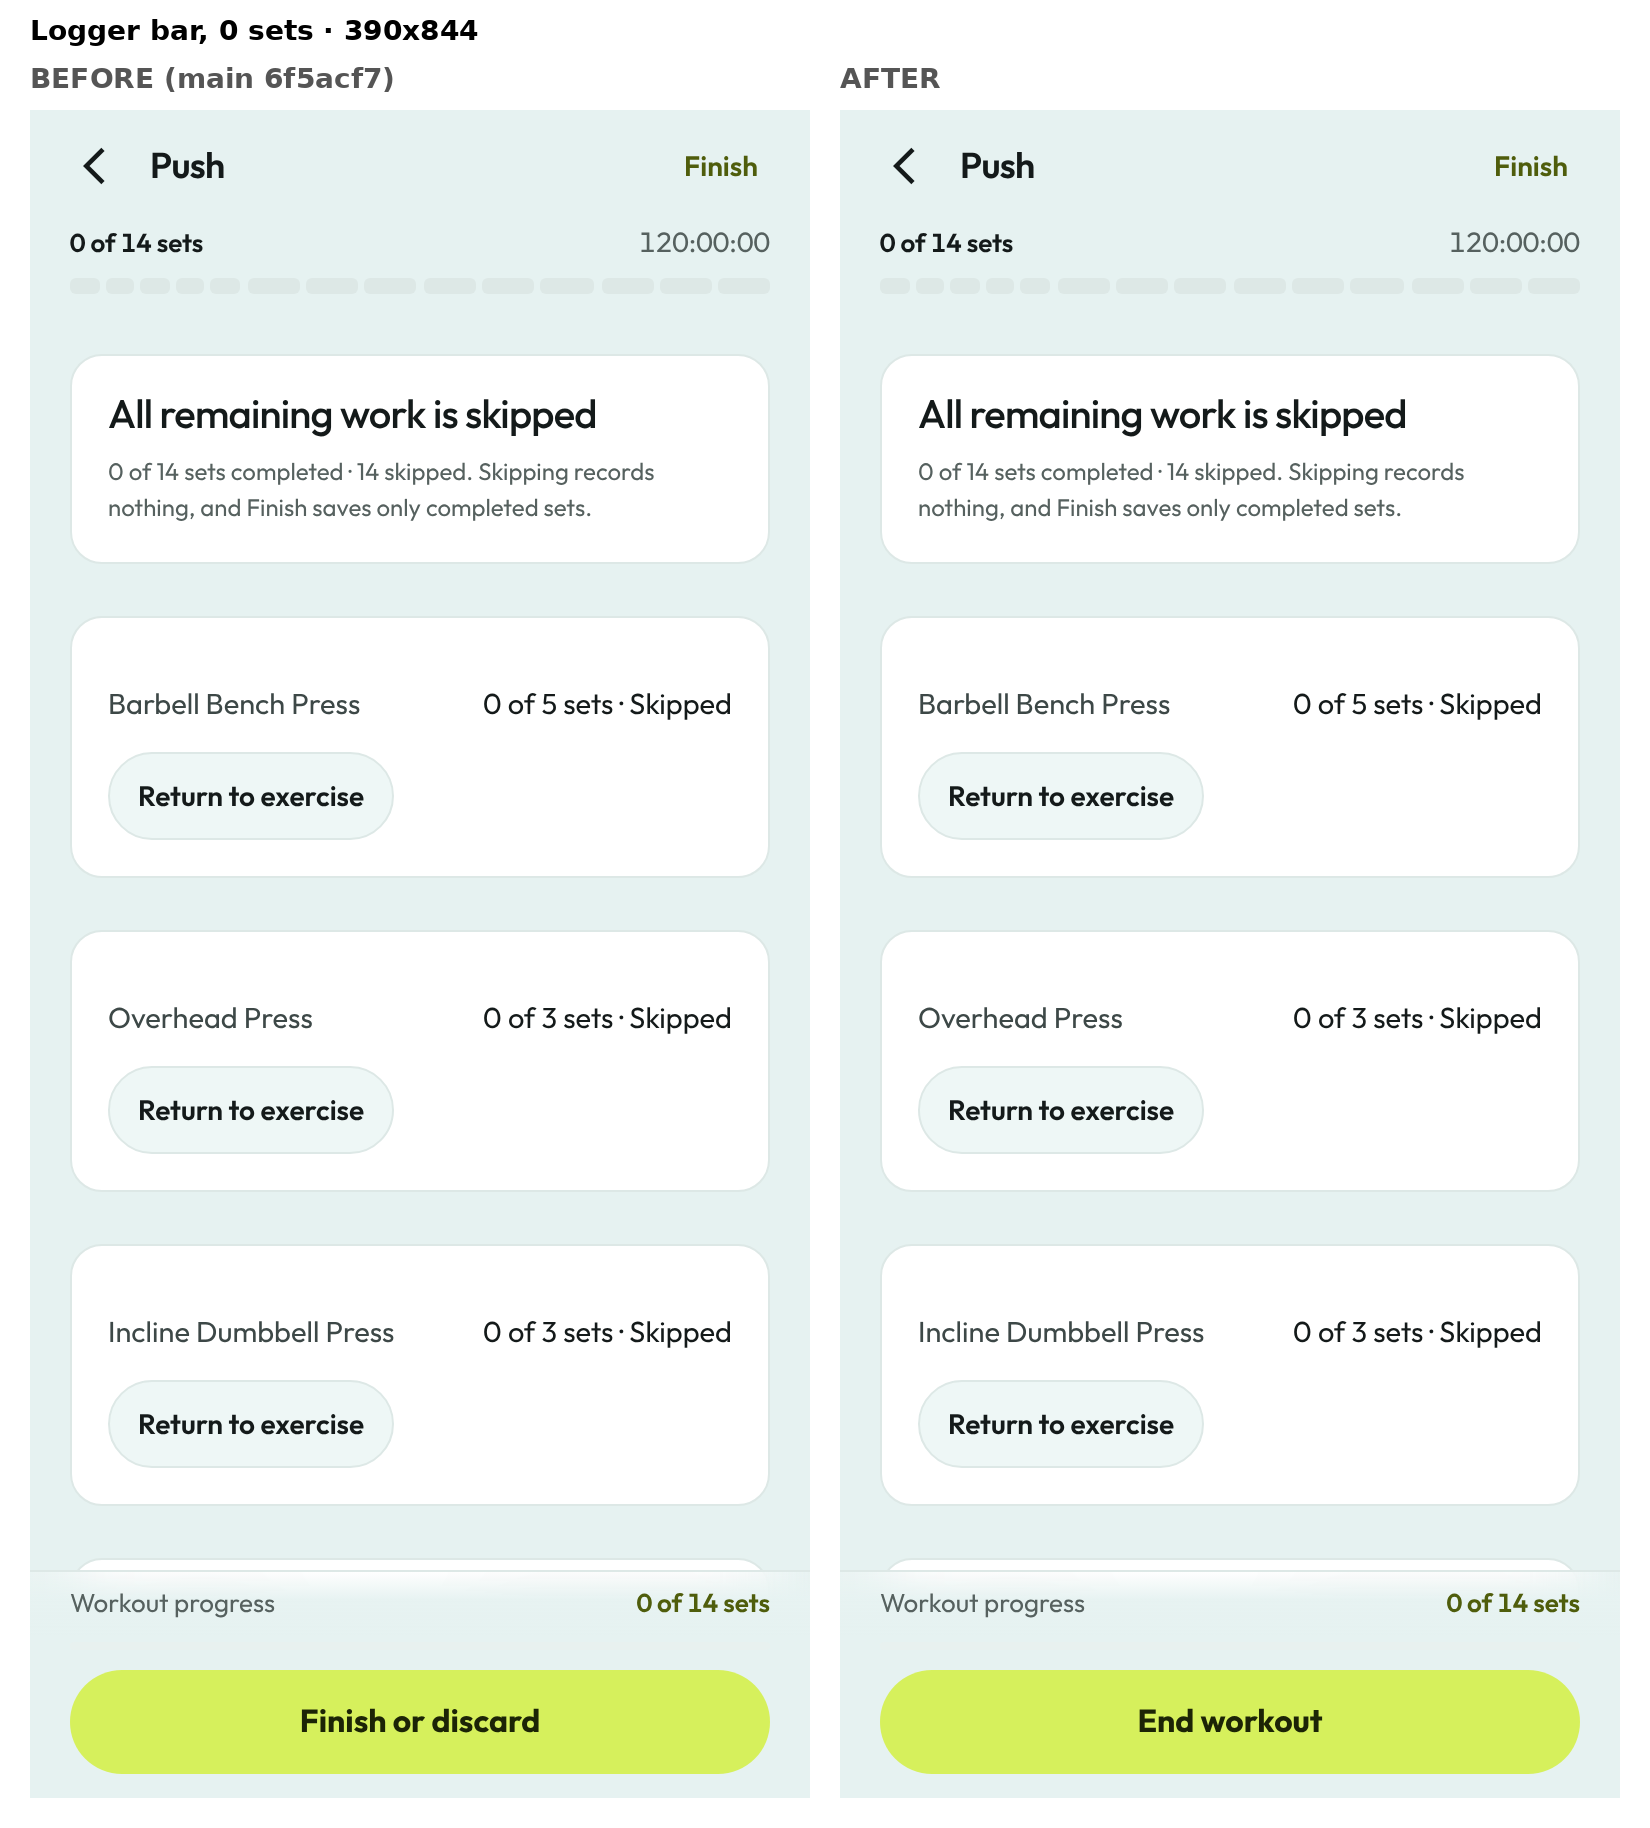 Logger bar, 0 sets · 390x844
BEFORE (main 6f5acf7)
Push
Finish
0 of 14 sets
120:00:00
All remaining work is skipped
0 of 14 sets completed · 14 skipped. Skipping records
nothing, and Finish saves only completed sets.
Barbell Bench Press
0 of 5 sets · Skipped
Return to exercise
Overhead Press
0 of 3 sets · Skipped
Return to exercise
Incline Dumbbell Press
0 of 3 sets · Skipped
Return to exercise
Workout progress
0 of 14 sets
Finish or discard
AFTER
Push
Finish
0 of 14 sets
120:00:00
All remaining work is skipped
0 of 14 sets completed · 14 skipped. Skipping records
nothing, and Finish saves only completed sets.
Barbell Bench Press
0 of 5 sets · Skipped
Return to exercise
Overhead Press
0 of 3 sets · Skipped
Return to exercise
Incline Dumbbell Press
0 of 3 sets · Skipped
Return to exercise
Workout progress
0 of 14 sets
End workout